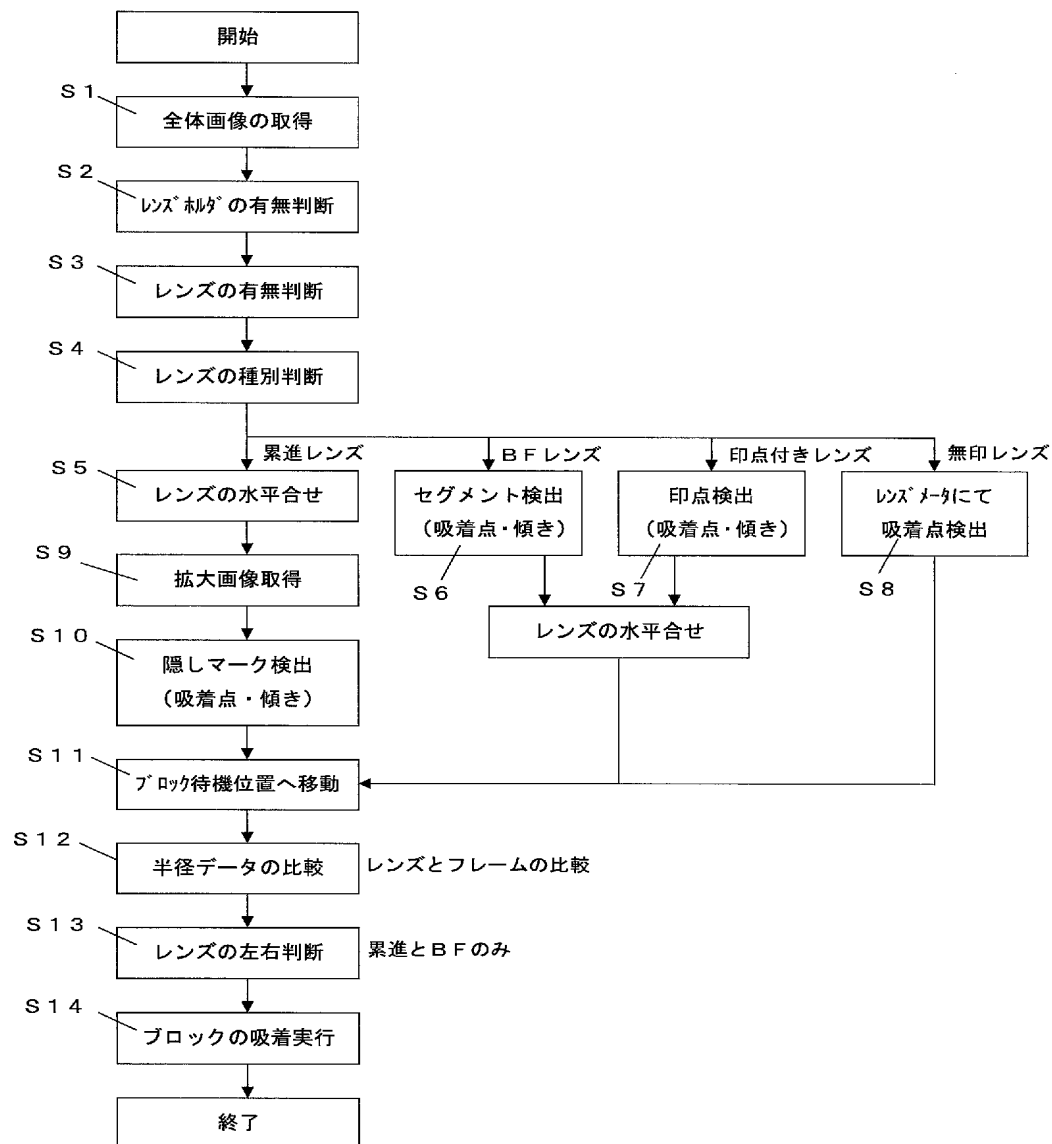 開始
S1
全体画像の取得
S2
ﾚﾝｽﾞﾎﾙﾀﾞの有無判断
S3
レンズの有無判断
S4
レンズの種別判断
累進レンズ
BFレンズ
印点付きレンズ
無印レンズ
S5
レンズの水平合せ
セグメント検出
(吸着点・傾き)
S6
印点検出
(吸着点・傾き)
S7
ﾚﾝｽﾞﾒｰﾀにて
吸着点検出
S8
S9
拡大画像取得
レンズの水平合せ
S10
隠しマーク検出
(吸着点・傾き)
S11
ﾌﾞﾛｯｸ待機位置へ移動
S12
半径データの比較
レンズとフレームの比較
S13
レンズの左右判断
累進とBFのみ
S14
ブロックの吸着実行
終了